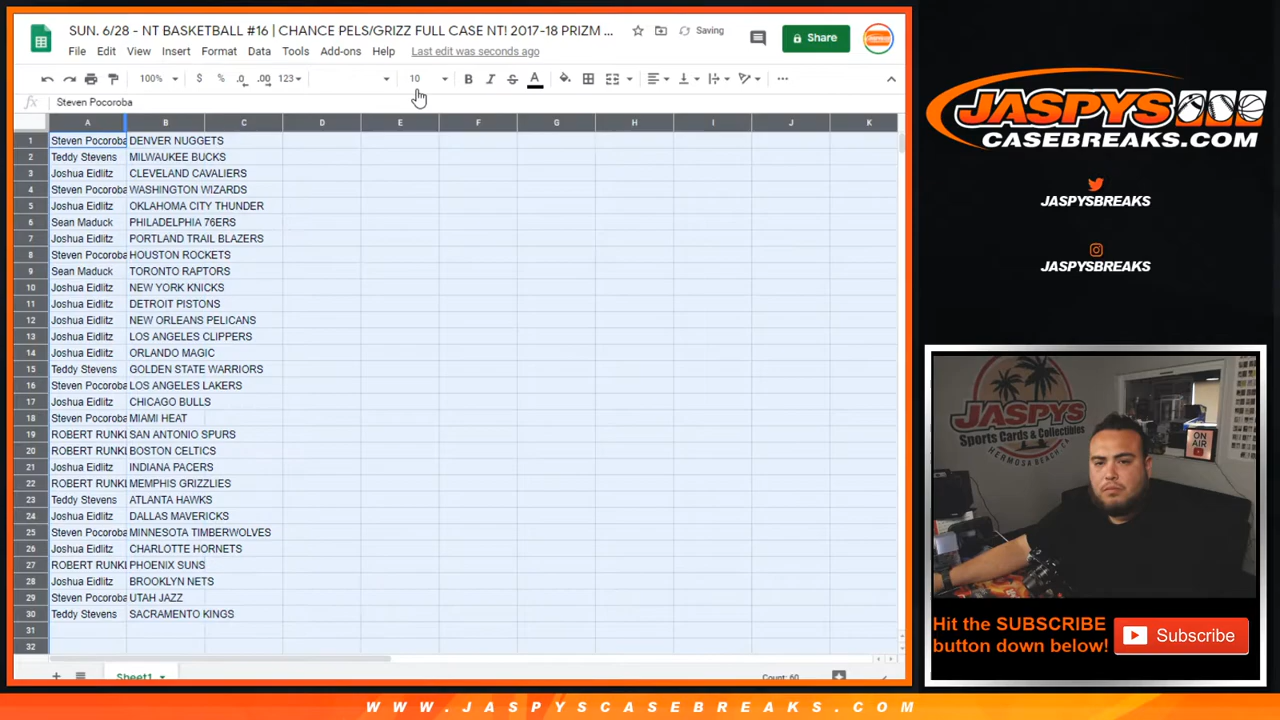 SUN. 6/28 - NT BASKETBALL #16 | CHANCE PELS/GRIZZ FULL CASE NT! 2017-18 PRIZM ...
Saving
Share
File Edit View Insert Format Data Tools Add-ons Help Last edit was seconds ago
100% $ % .0 .00 123 10 B I S A
fx Steven Pocoroba
A B C D E F G H I J K
1 Steven Pocoroba DENVER NUGGETS
2 Teddy Stevens MILWAUKEE BUCKS
3 Joshua Eidlitz CLEVELAND CAVALIERS
4 Steven Pocoroba WASHINGTON WIZARDS
5 Joshua Eidlitz OKLAHOMA CITY THUNDER
6 Sean Maduck PHILADELPHIA 76ERS
7 Joshua Eidlitz PORTLAND TRAIL BLAZERS
8 Steven Pocoroba HOUSTON ROCKETS
9 Sean Maduck TORONTO RAPTORS
10 Joshua Eidlitz NEW YORK KNICKS
11 Joshua Eidlitz DETROIT PISTONS
12 Joshua Eidlitz NEW ORLEANS PELICANS
13 Joshua Eidlitz LOS ANGELES CLIPPERS
14 Joshua Eidlitz ORLANDO MAGIC
15 Teddy Stevens GOLDEN STATE WARRIORS
16 Steven Pocoroba LOS ANGELES LAKERS
17 Joshua Eidlitz CHICAGO BULLS
18 Steven Pocoroba MIAMI HEAT
19 ROBERT RUNKL SAN ANTONIO SPURS
20 ROBERT RUNKL BOSTON CELTICS
21 Joshua Eidlitz INDIANA PACERS
22 ROBERT RUNKL MEMPHIS GRIZZLIES
23 Teddy Stevens ATLANTA HAWKS
24 Joshua Eidlitz DALLAS MAVERICKS
25 Steven Pocoroba MINNESOTA TIMBERWOLVES
26 Joshua Eidlitz CHARLOTTE HORNETS
27 ROBERT RUNKL PHOENIX SUNS
28 Joshua Eidlitz BROOKLYN NETS
29 Steven Pocoroba UTAH JAZZ
30 Teddy Stevens SACRAMENTO KINGS
31
32
Sheet1
Count: 60
JASPYS
CASEBREAKS.COM
JASPYSBREAKS
JASPYSBREAKS
JASPYS
Sports Cards & Collectibles
HERMOSA BEACH, CA
ON AIR
Hit the SUBSCRIBE
button down below!
Subscribe
WWW.JASPYSCASEBREAKS.COM